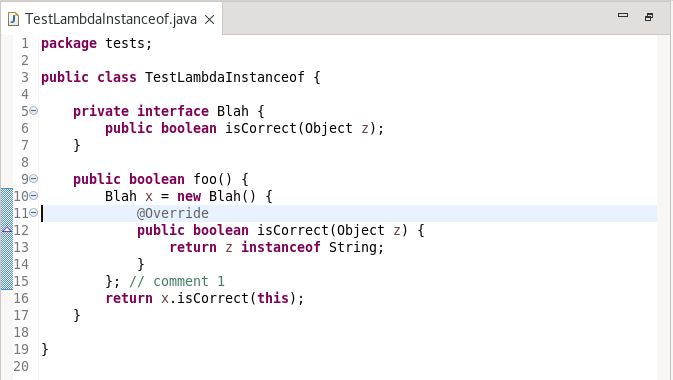 TestLambdaInstanceof.java
1 package tests;
2
3 public class TestLambdaInstanceof {
4
5     private interface Blah {
6         public boolean isCorrect(Object z);
7     }
8
9     public boolean foo() {
10         Blah x = new Blah() {
11             @Override
12             public boolean isCorrect(Object z) {
13                 return z instanceof String;
14             }
15         }; // comment 1
16         return x.isCorrect(this);
17     }
18
19 }
20